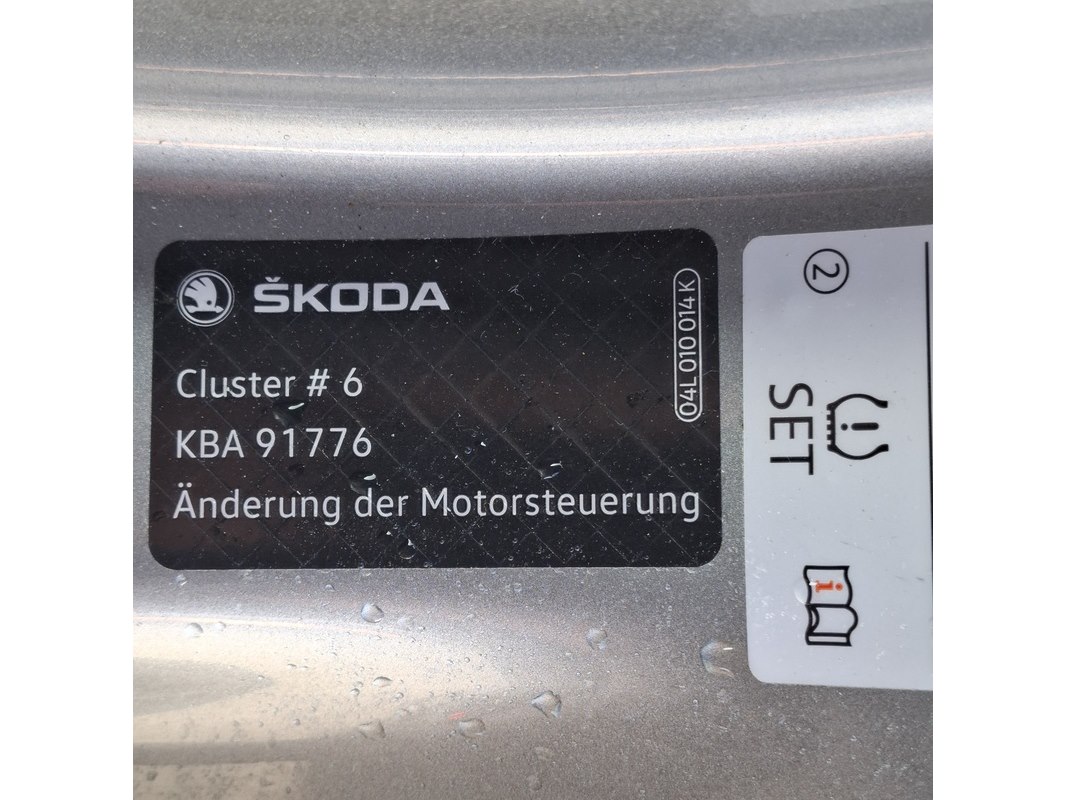 ŠKODA
Cluster # 6
KBA 91776
Änderung der Motorsteuerung
04L 010 014 K
2
SET
i